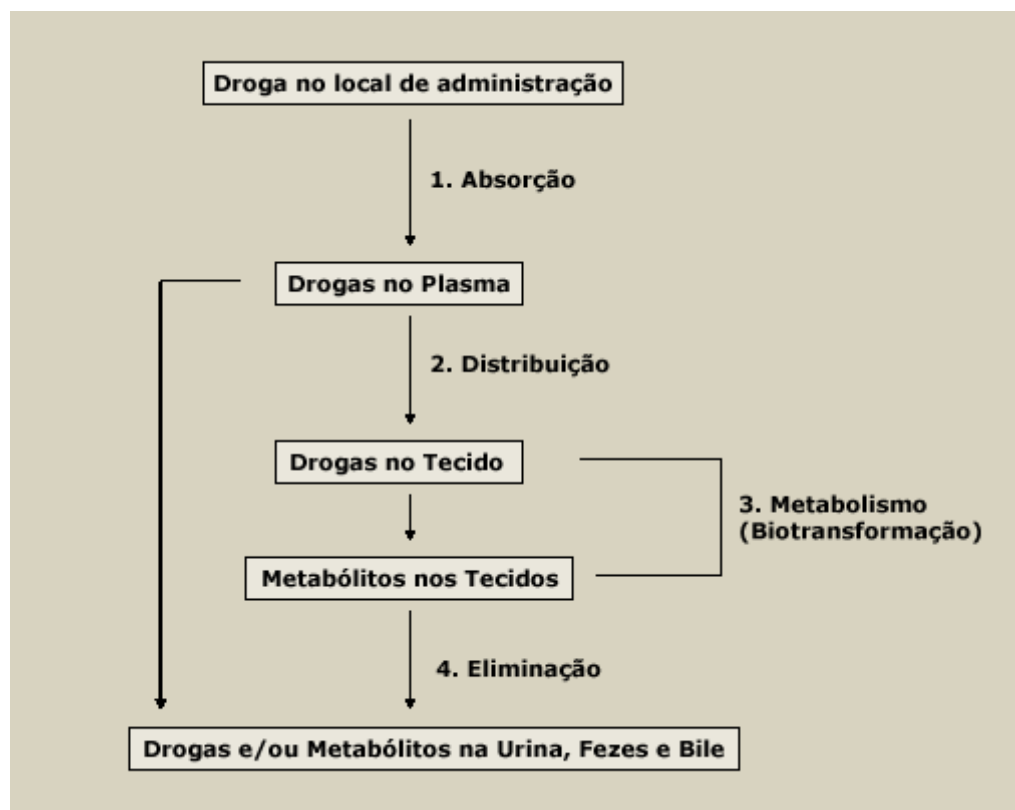 Droga no local de administração
1. Absorção
Drogas no Plasma
2. Distribuição
Drogas no Tecido
3. Metabolismo
(Biotransformação)
Metabólitos nos Tecidos
4. Eliminação
Drogas e/ou Metabólitos na Urina, Fezes e Bile